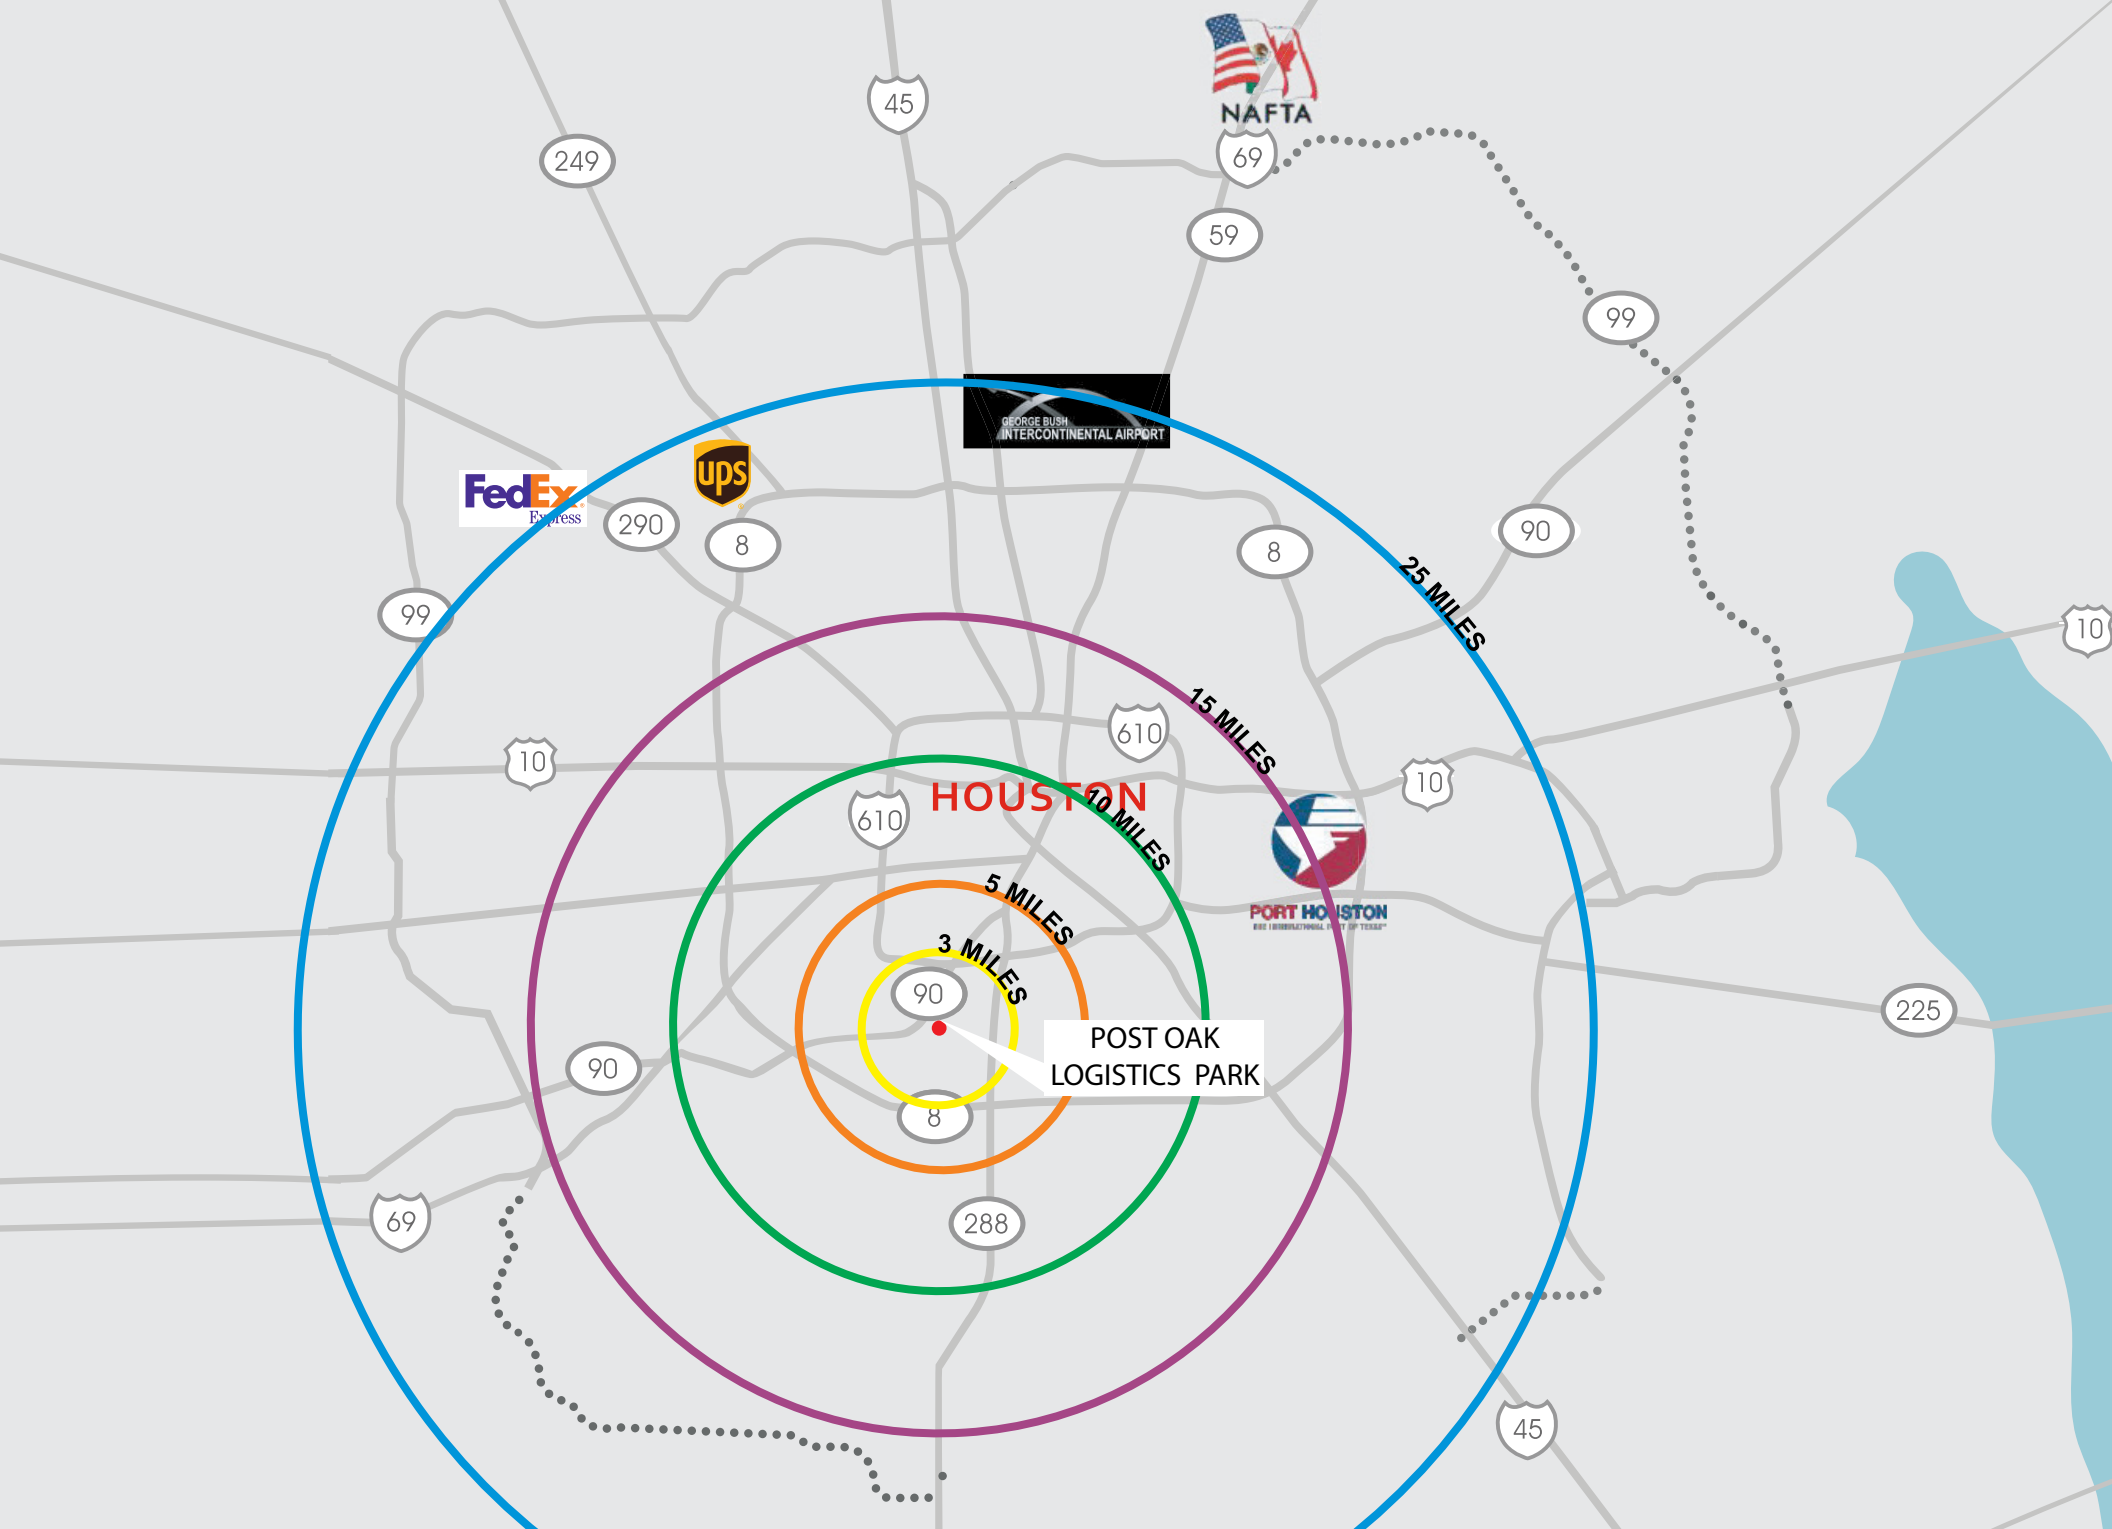 NAFTA
45
69
249
59
99
GEORGE BUSH
INTERCONTINENTAL AIRPORT
ups
FedEx
Express
290
8
8
90
25 MILES
99
10
15 MILES
610
10
10
HOUSTON
10 MILES
610
5 MILES
PORT HOUSTON
3 MILES
90
225
POST OAK
LOGISTICS PARK
90
8
69
288
45